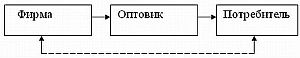 Фирма
Оптовик
Потребитель